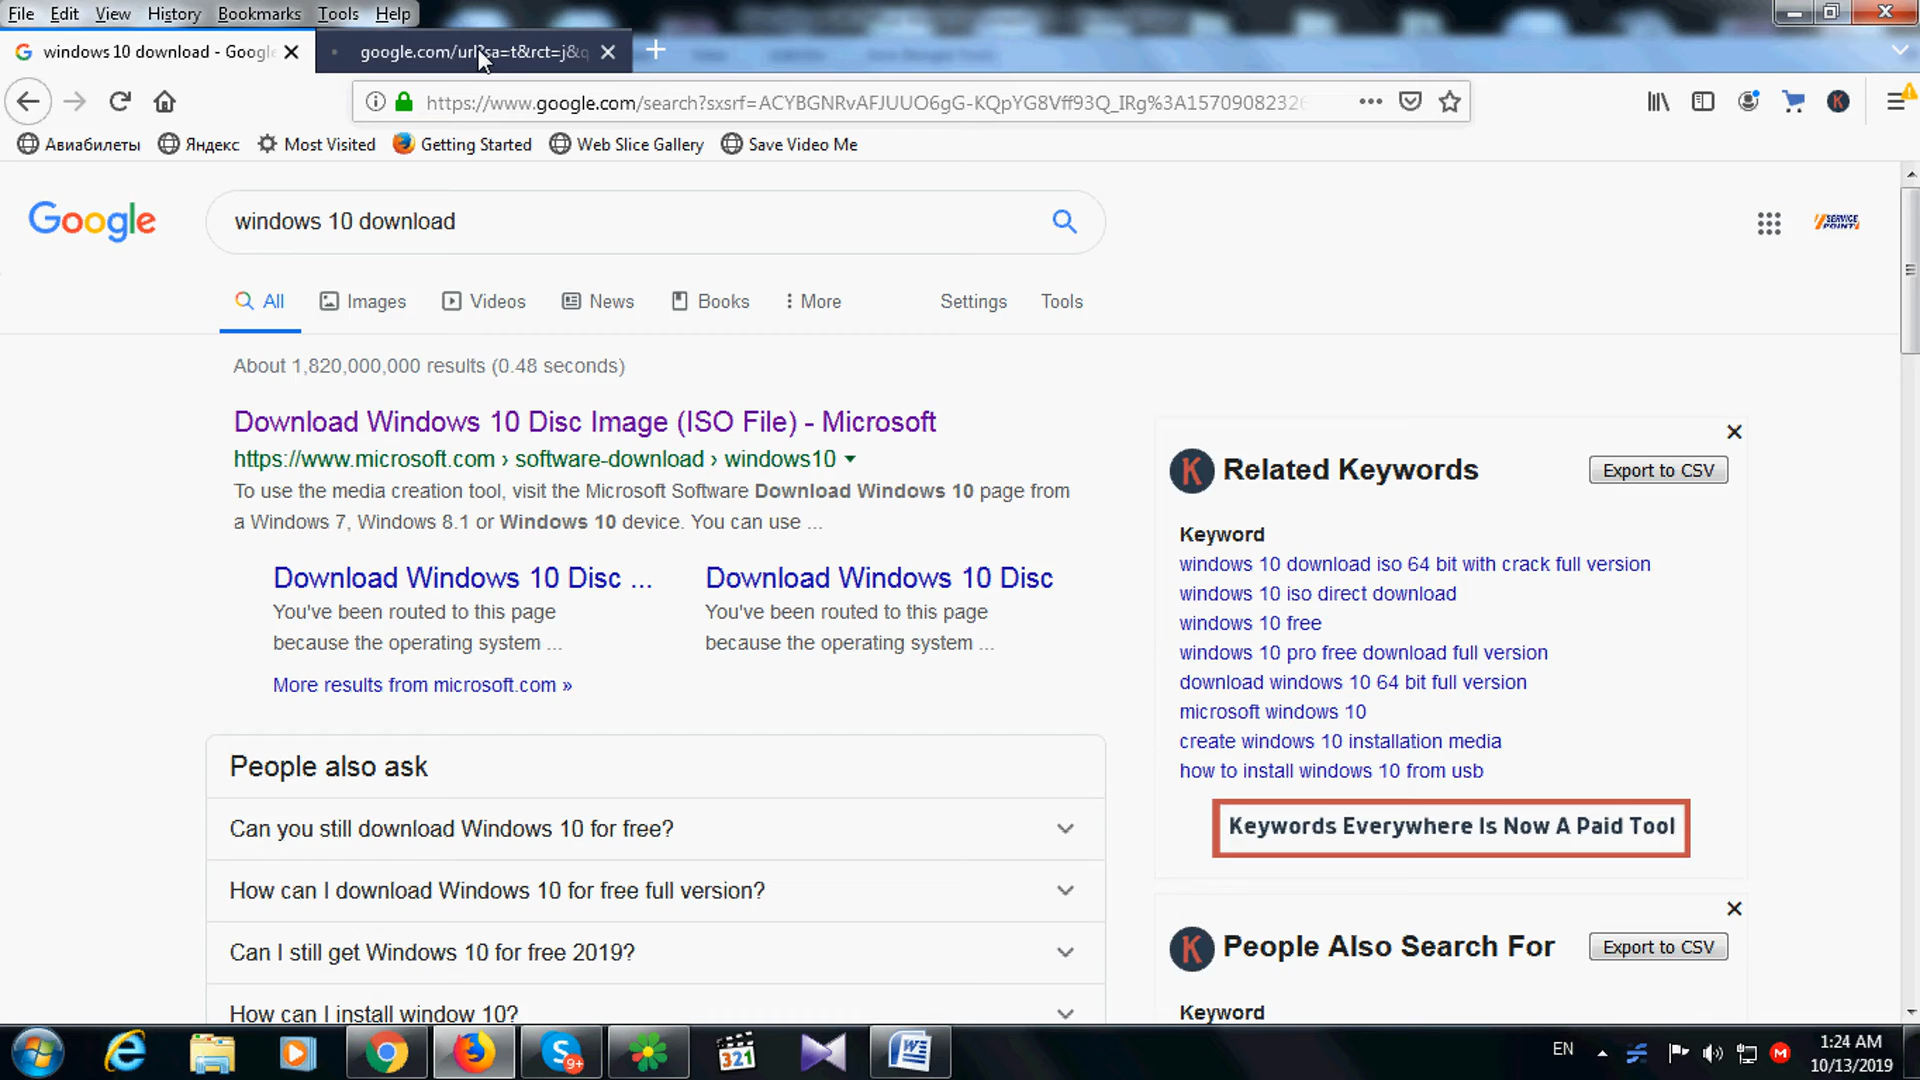 File Edit View History Bookmarks Tools Help
windows 10 download - Google
google.com/url?sa=t&rct=j&q
https://www.google.com/search?sxsrf=ACYBGNRvAFJUUO6gG-KQpYG8Vff93Q_IRg%3A1570908232
Авиабилеты Яндекс Most Visited Getting Started Web Slice Gallery Save Video Me
Google
windows 10 download
SERVICE POINT
All Images Videos News Books More Settings Tools
About 1,820,000,000 results (0.48 seconds)
Download Windows 10 Disc Image (ISO File) - Microsoft
https://www.microsoft.com › software-download › windows10
To use the media creation tool, visit the Microsoft Software Download Windows 10 page from
a Windows 7, Windows 8.1 or Windows 10 device. You can use ...
Download Windows 10 Disc ...
You've been routed to this page
because the operating system ...
Download Windows 10 Disc
You've been routed to this page
because the operating system ...
More results from microsoft.com »
People also ask
Can you still download Windows 10 for free?
How can I download Windows 10 for free full version?
Can I still get Windows 10 for free 2019?
How can I install window 10?
K Related Keywords
Export to CSV
Keyword
windows 10 download iso 64 bit with crack full version
windows 10 iso direct download
windows 10 free
windows 10 pro free download full version
download windows 10 64 bit full version
microsoft windows 10
create windows 10 installation media
how to install windows 10 from usb
Keywords Everywhere Is Now A Paid Tool
K People Also Search For
Export to CSV
Keyword
9+
321
EN
1:24 AM
10/13/2019